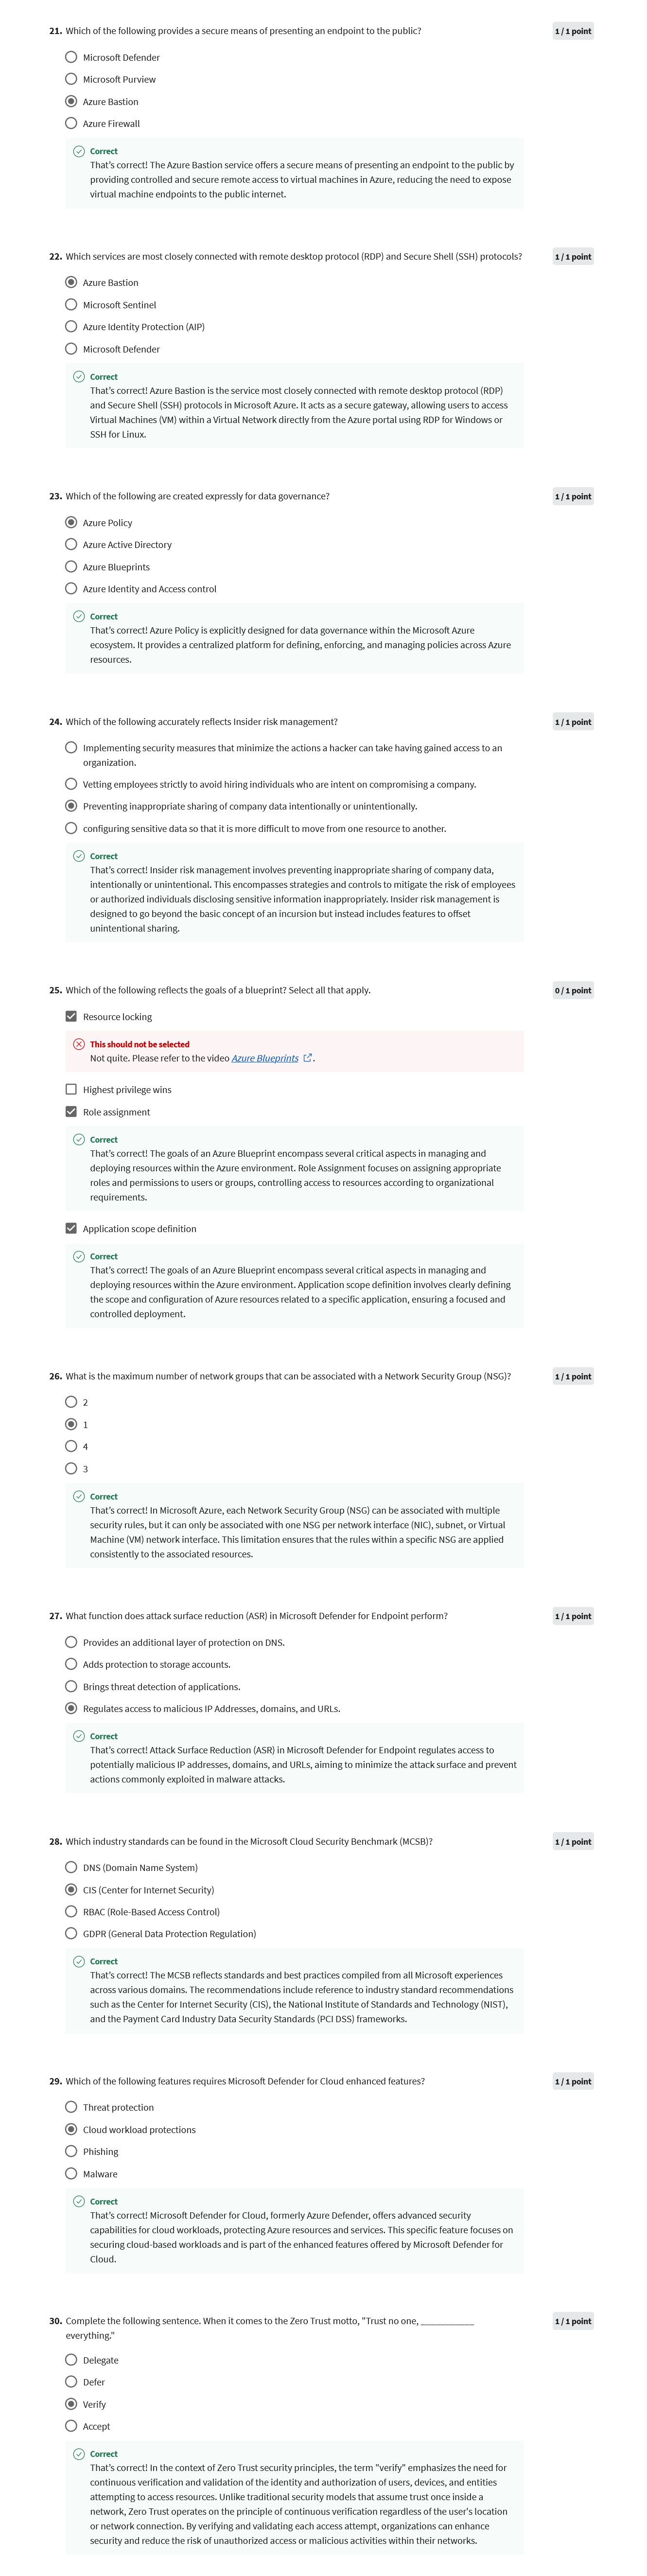 21. Which of the following provides a secure means of presenting an endpoint to the public?
1 / 1 point
Microsoft Defender
Microsoft Purview
Azure Bastion
Azure Firewall
Correct
That's correct! The Azure Bastion service offers a secure means of presenting an endpoint to the public by
providing controlled and secure remote access to virtual machines in Azure, reducing the need to expose
virtual machine endpoints to the public internet.
22. Which services are most closely connected with remote desktop protocol (RDP) and Secure Shell (SSH) protocols?
1 / 1 point
Azure Bastion
Microsoft Sentinel
Azure Identity Protection (AIP)
Microsoft Defender
Correct
That's correct! Azure Bastion is the service most closely connected with remote desktop protocol (RDP)
and Secure Shell (SSH) protocols in Microsoft Azure. It acts as a secure gateway, allowing users to access
Virtual Machines (VM) within a Virtual Network directly from the Azure portal using RDP for Windows or
SSH for Linux.
23. Which of the following are created expressly for data governance?
1 / 1 point
Azure Policy
Azure Active Directory
Azure Blueprints
Azure Identity and Access control
Correct
That's correct! Azure Policy is explicitly designed for data governance within the Microsoft Azure
ecosystem. It provides a centralized platform for defining, enforcing, and managing policies across Azure
resources.
24. Which of the following accurately reflects Insider risk management?
1 / 1 point
Implementing security measures that minimize the actions a hacker can take having gained access to an
organization.
Vetting employees strictly to avoid hiring individuals who are intent on compromising a company.
Preventing inappropriate sharing of company data intentionally or unintentionally.
configuring sensitive data so that it is more difficult to move from one resource to another.
Correct
That's correct! Insider risk management involves preventing inappropriate sharing of company data,
intentionally or unintentional. This encompasses strategies and controls to mitigate the risk of employees
or authorized individuals disclosing sensitive information inappropriately. Insider risk management is
designed to go beyond the basic concept of an incursion but instead includes features to offset
unintentional sharing.
25. Which of the following reflects the goals of a blueprint? Select all that apply.
0 / 1 point
Resource locking
This should not be selected
Not quite. Please refer to the video Azure Blueprints .
Highest privilege wins
Role assignment
Correct
That's correct! The goals of an Azure Blueprint encompass several critical aspects in managing and
deploying resources within the Azure environment. Role Assignment focuses on assigning appropriate
roles and permissions to users or groups, controlling access to resources according to organizational
requirements.
Application scope definition
Correct
That's correct! The goals of an Azure Blueprint encompass several critical aspects in managing and
deploying resources within the Azure environment. Application scope definition involves clearly defining
the scope and configuration of Azure resources related to a specific application, ensuring a focused and
controlled deployment.
26. What is the maximum number of network groups that can be associated with a Network Security Group (NSG)?
1 / 1 point
2
1
4
3
Correct
That's correct! In Microsoft Azure, each Network Security Group (NSG) can be associated with multiple
security rules, but it can only be associated with one NSG per network interface (NIC), subnet, or Virtual
Machine (VM) network interface. This limitation ensures that the rules within a specific NSG are applied
consistently to the associated resources.
27. What function does attack surface reduction (ASR) in Microsoft Defender for Endpoint perform?
1 / 1 point
Provides an additional layer of protection on DNS.
Adds protection to storage accounts.
Brings threat detection of applications.
Regulates access to malicious IP Addresses, domains, and URLs.
Correct
That's correct! Attack Surface Reduction (ASR) in Microsoft Defender for Endpoint regulates access to
potentially malicious IP addresses, domains, and URLs, aiming to minimize the attack surface and prevent
actions commonly exploited in malware attacks.
28. Which industry standards can be found in the Microsoft Cloud Security Benchmark (MCSB)?
1 / 1 point
DNS (Domain Name System)
CIS (Center for Internet Security)
RBAC (Role-Based Access Control)
GDPR (General Data Protection Regulation)
Correct
That's correct! The MCSB reflects standards and best practices compiled from all Microsoft experiences
across various domains. The recommendations include reference to industry standard recommendations
such as the Center for Internet Security (CIS), the National Institute of Standards and Technology (NIST),
and the Payment Card Industry Data Security Standards (PCI DSS) frameworks.
29. Which of the following features requires Microsoft Defender for Cloud enhanced features?
1 / 1 point
Threat protection
Cloud workload protections
Phishing
Malware
Correct
That's correct! Microsoft Defender for Cloud, formerly Azure Defender, offers advanced security
capabilities for cloud workloads, protecting Azure resources and services. This specific feature focuses on
securing cloud-based workloads and is part of the enhanced features offered by Microsoft Defender for
Cloud.
30. Complete the following sentence. When it comes to the Zero Trust motto, "Trust no one, ___________
everything."
1 / 1 point
Delegate
Defer
Verify
Accept
Correct
That's correct! In the context of Zero Trust security principles, the term "verify" emphasizes the need for
continuous verification and validation of the identity and authorization of users, devices, and entities
attempting to access resources. Unlike traditional security models that assume trust once inside a
network, Zero Trust operates on the principle of continuous verification regardless of the user's location
or network connection. By verifying and validating each access attempt, organizations can enhance
security and reduce the risk of unauthorized access or malicious activities within their networks.